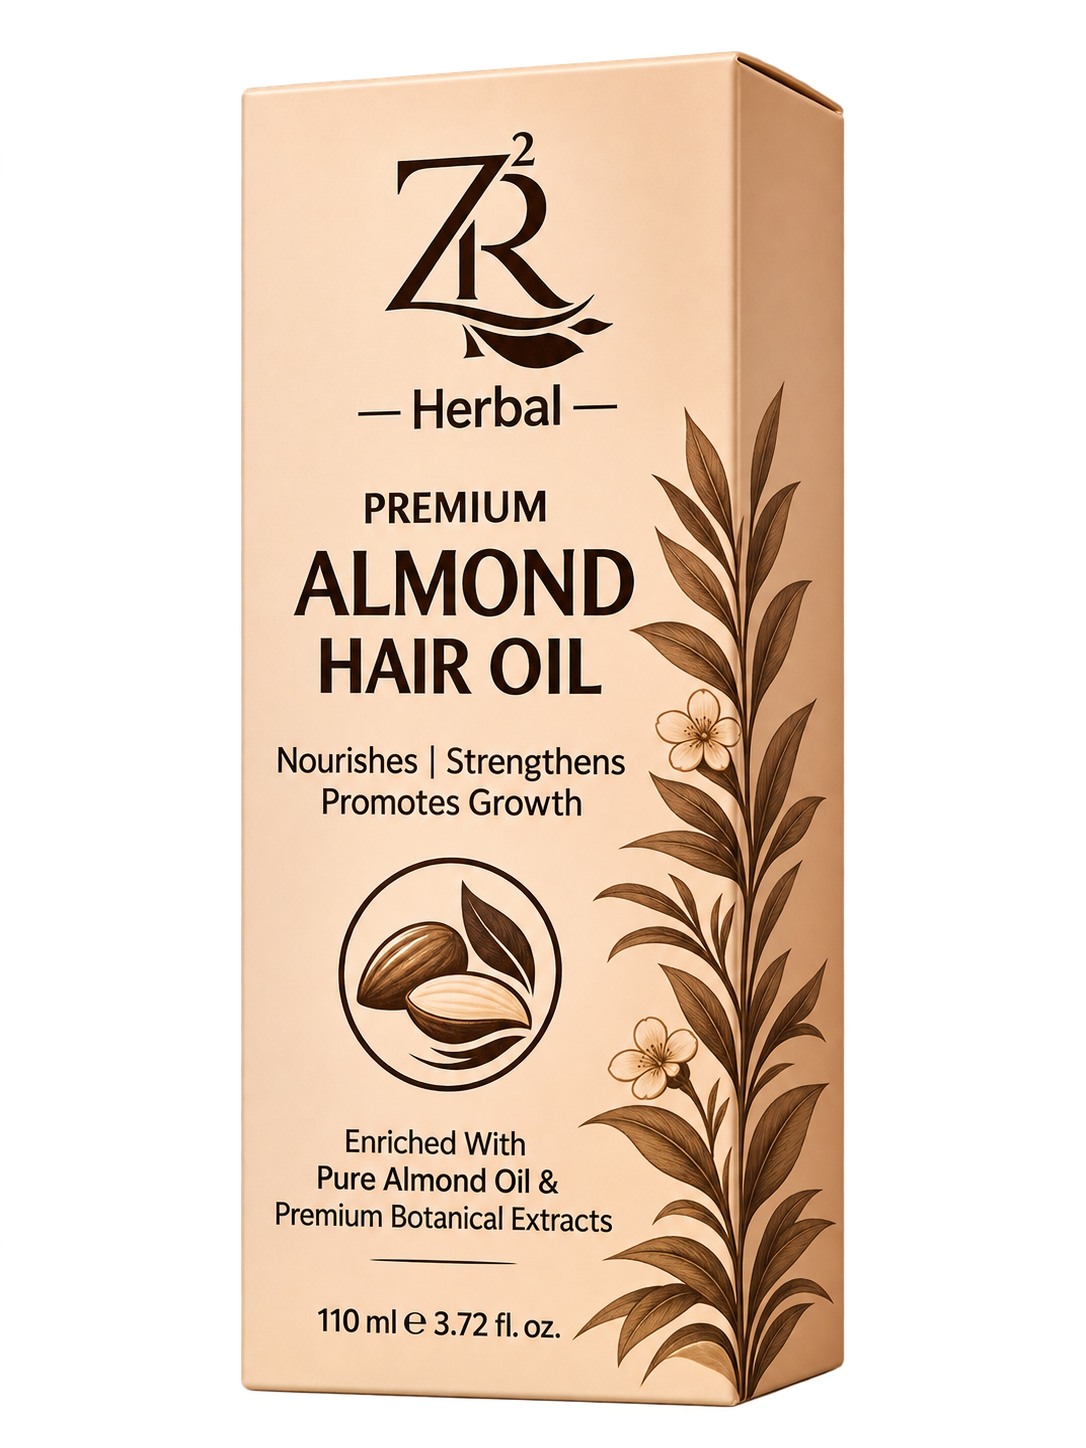 ZR²
— Herbal —
PREMIUM
ALMOND
HAIR OIL
Nourishes | Strengthens
Promotes Growth
Enriched With
Pure Almond Oil &
Premium Botanical Extracts
110 ml ℮ 3.72 fl. oz.